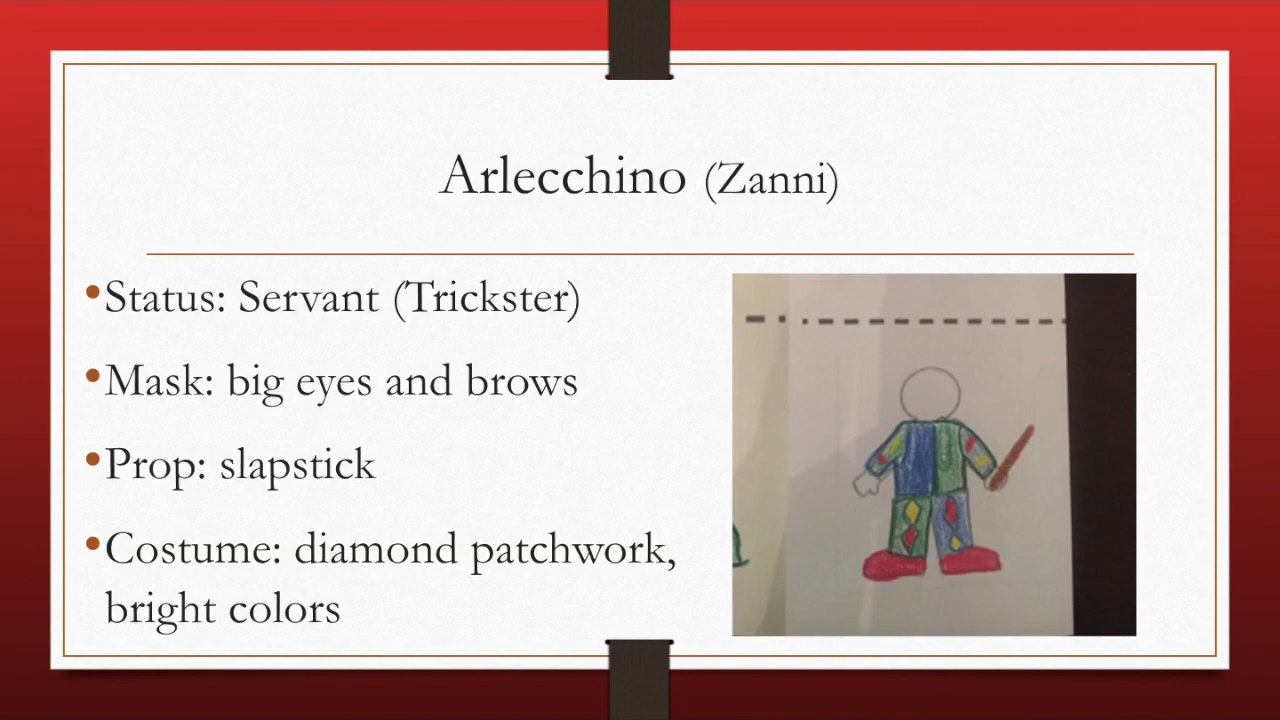 Arlecchino (Zanni)
•Status: Servant (Trickster)
•Mask: big eyes and brows
•Prop: slapstick
•Costume: diamond patchwork,
bright colors